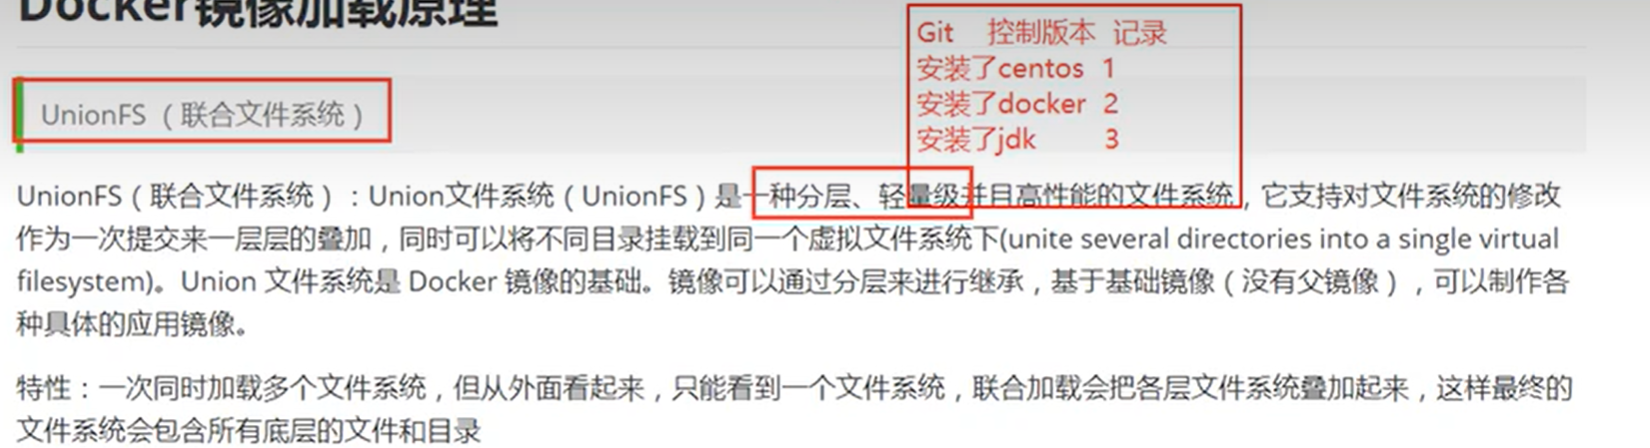 Docker镜像加载原理
Git 控制版本 记录
安装了centos 1
安装了docker 2
安装了jdk 3
UnionFS （联合文件系统）
UnionFS（联合文件系统）：Union文件系统（UnionFS）是一种分层、轻量级并且高性能的文件系统，它支持对文件系统的修改
作为一次提交来一层层的叠加，同时可以将不同目录挂载到同一个虚拟文件系统下(unite several directories into a single virtual
filesystem)。Union 文件系统是 Docker 镜像的基础。镜像可以通过分层来进行继承，基于基础镜像（没有父镜像），可以制作各
种具体的应用镜像。
特性：一次同时加载多个文件系统，但从外面看起来，只能看到一个文件系统，联合加载会把各层文件系统叠加起来，这样最终的
文件系统会包含所有底层的文件和目录